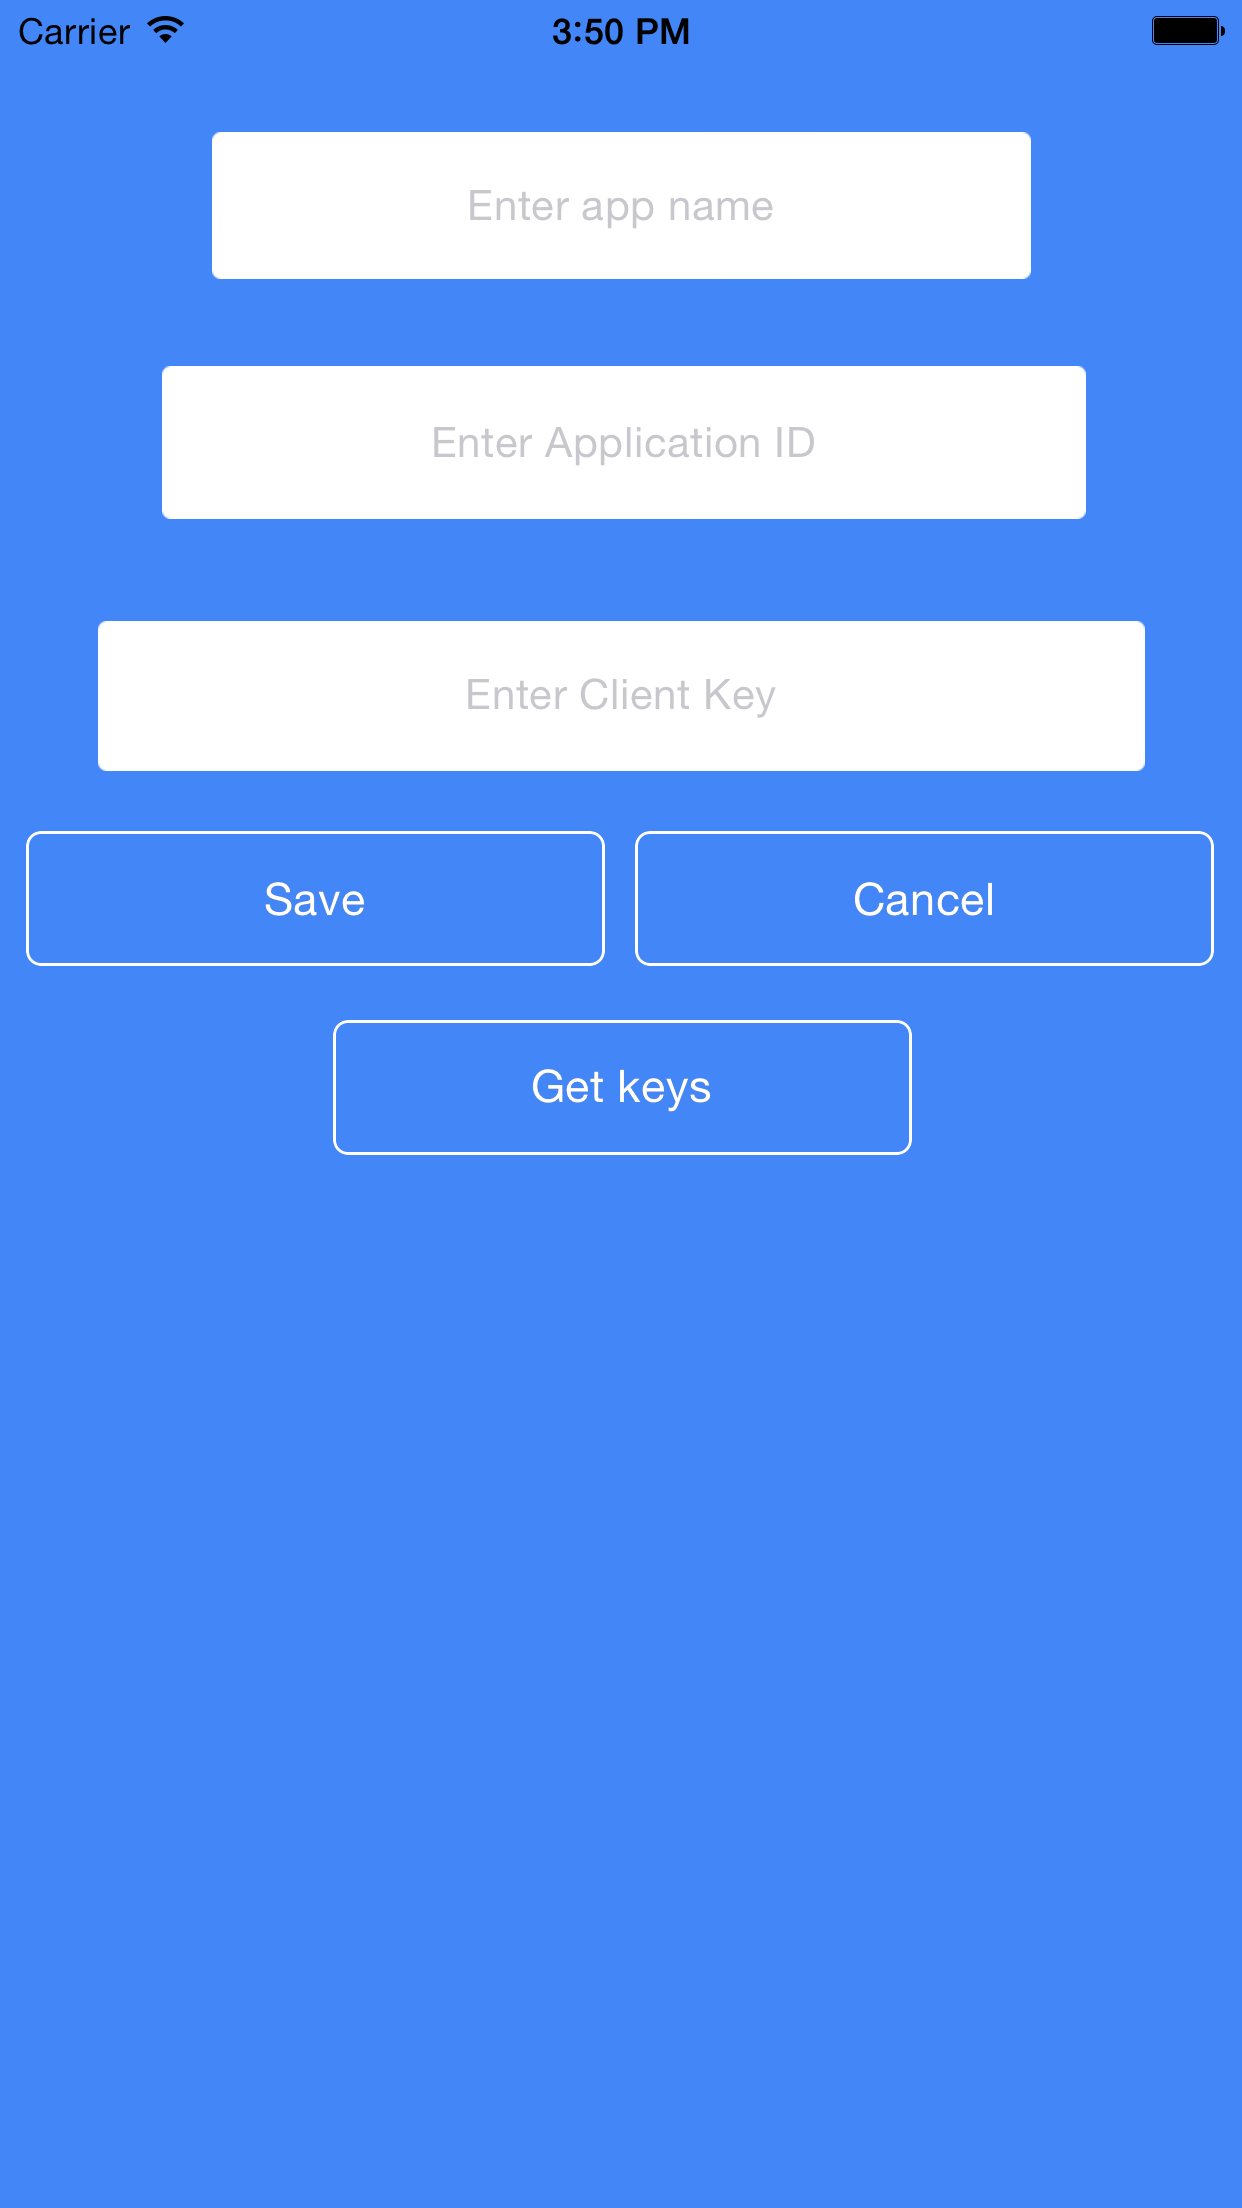 Carrier 3:50 PM
Enter app name
Enter Application ID
Enter Client Key
Save Cancel
Get keys